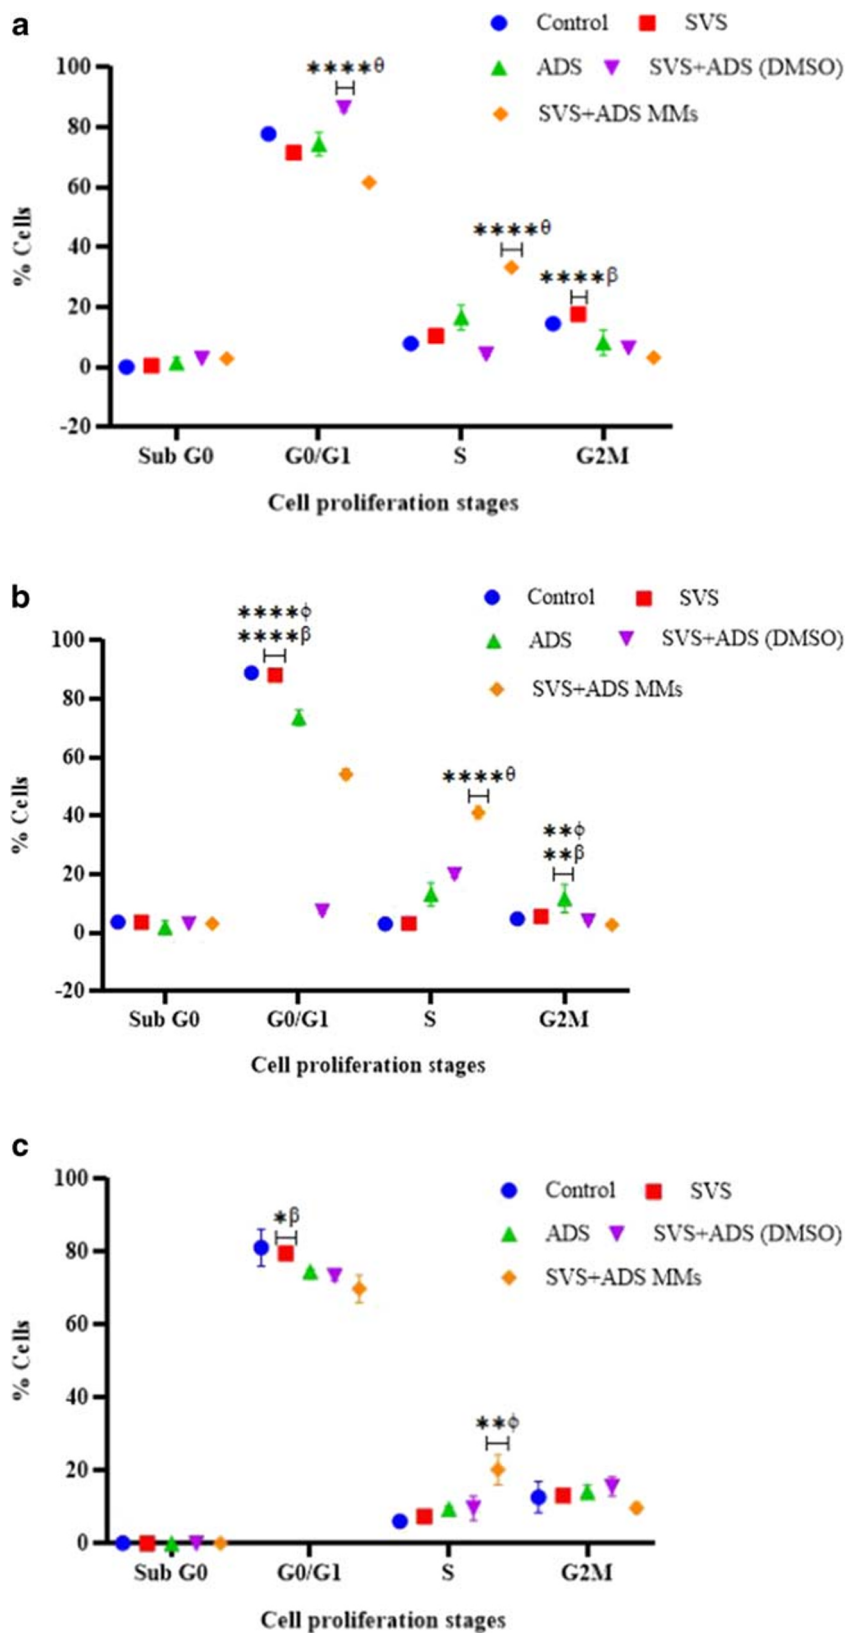 a
Control SVS
ADS SVS+ADS (DMSO)
SVS+ADS MMs
100
80
60
40
20
0
-20
% Cells
****θ
****θ
****β
Sub G0 G0/G1 S G2M
Cell proliferation stages
b
Control SVS
ADS SVS+ADS (DMSO)
SVS+ADS MMs
100
80
60
40
20
0
-20
% Cells
****ϕ
****β
****θ
**ϕ
**β
Sub G0 G0/G1 S G2M
Cell proliferation stages
c
Control SVS
ADS SVS+ADS (DMSO)
SVS+ADS MMs
100
80
60
40
20
0
% Cells
*β
**ϕ
Sub G0 G0/G1 S G2M
Cell proliferation stages